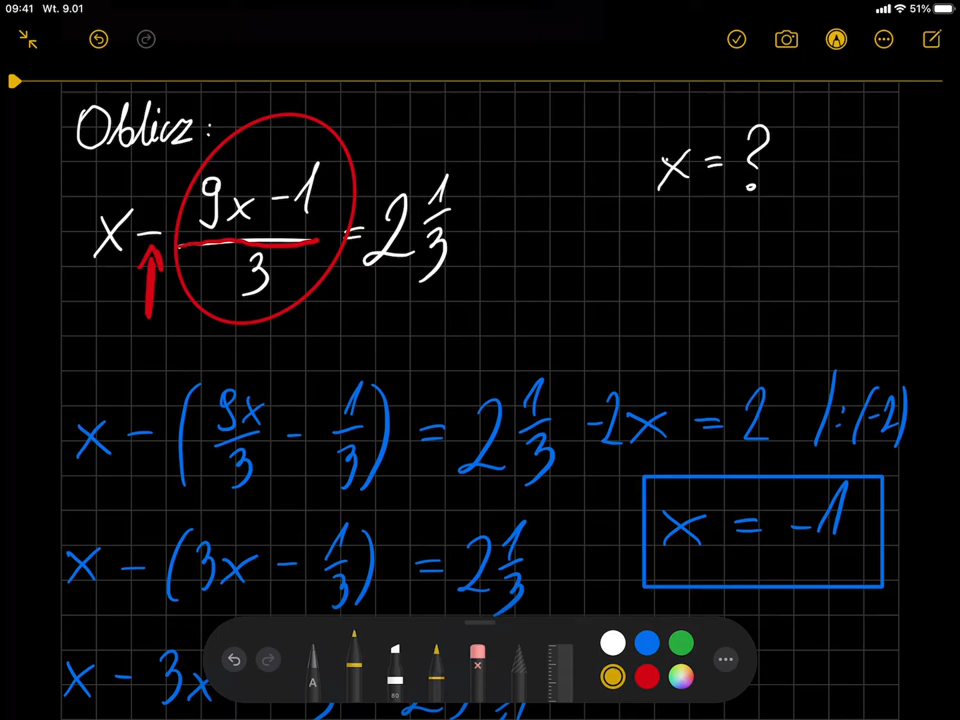 09:41 Wt. 9.01 51%
Oblicz:
x - (9x-1)/3 = 2 1/3
x = ?
x - (9x/3 - 1/3) = 2 1/3
x - (3x - 1/3) = 2 1/3
x - 3x
-2x = 2 /:(-2)
x = -1
A
80